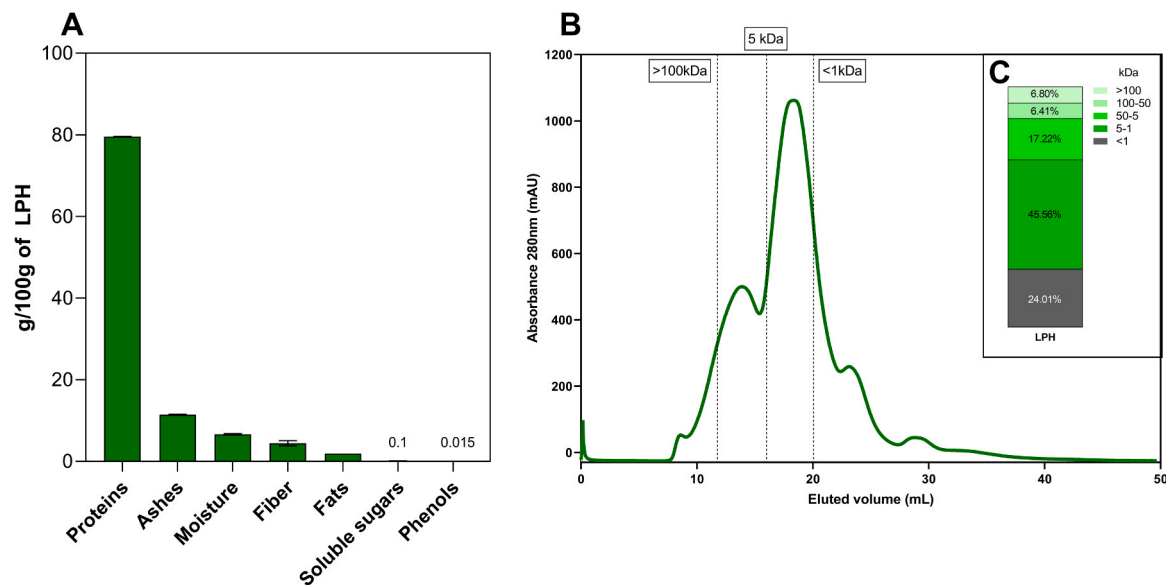 A
g/100g of LPH
100
80
60
40
20
0
0.1
0.015
Proteins
Ashes
Moisture
Fiber
Fats
Soluble sugars
Phenols
B
5 kDa
>100kDa
<1kDa
Absorbance 280nm (mAU)
1200
1000
800
600
400
200
0
0
10
20
30
40
50
Eluted volume (mL)
C
6.80%
6.41%
17.22%
45.56%
24.01%
LPH
kDa
>100
100-50
50-5
5-1
<1